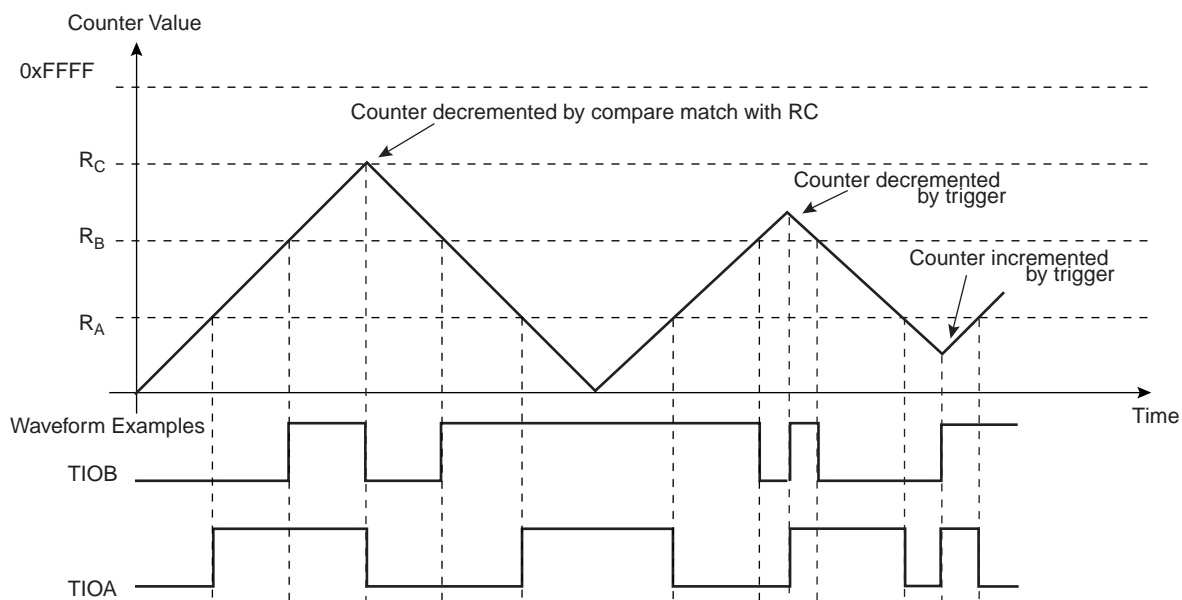 Counter Value
0xFFFF
Counter decremented by compare match with RC
RC
Counter decremented
by trigger
RB
Counter incremented
by trigger
RA
Time
Waveform Examples
TIOB
TIOA